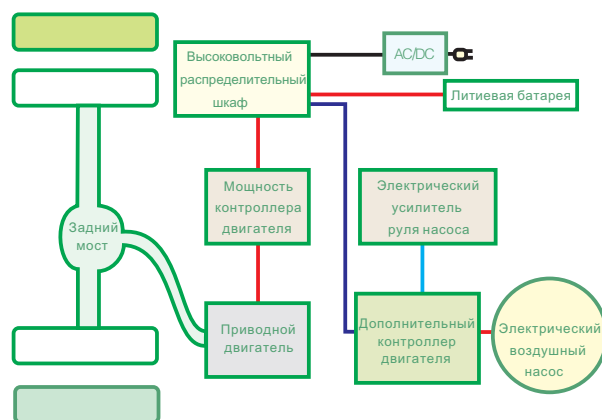 Высоковольтный
распределительный
шкаф
AC/DC
Литиевая батарея
Мощность
контроллера
двигателя
Электрический
усилитель
руля насоса
Задний
мост
Приводной
двигатель
Дополнительный
контроллер
двигателя
Электрический
воздушный
насос